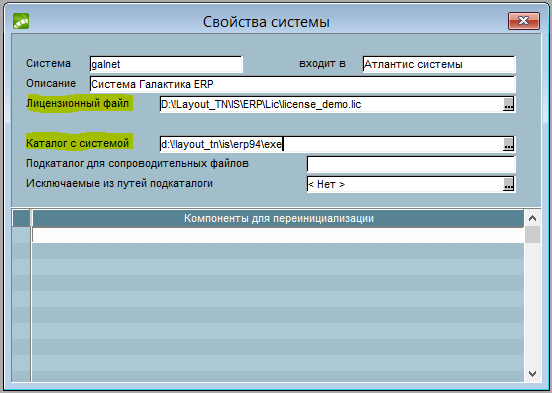 Свойства системы
Система galnet входит в Атлантис системы
Описание Система Галактика ERP
Лицензионный файл D:\!Layout_TN\IS\ERP\Lic\license_demo.lic ...
Каталог с системой d:\!layout_tn\is\erp94\exe ...
Подкаталог для сопроводительных файлов
Исключаемые из путей подкаталоги < Нет > ...
Компоненты для переинициализации